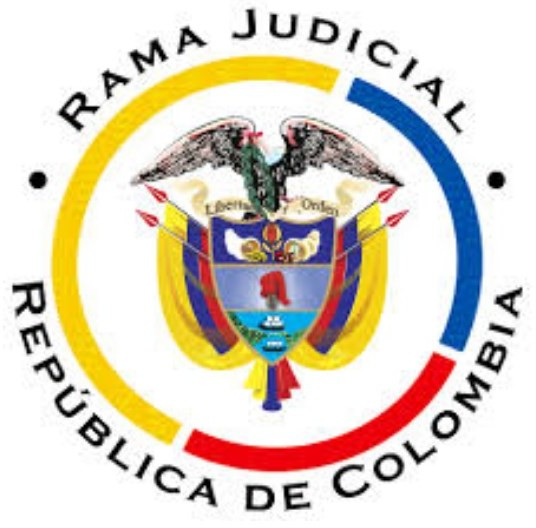 RAMA JUDICIAL
Libertad y Orden
REPÚBLICA DE COLOMBIA